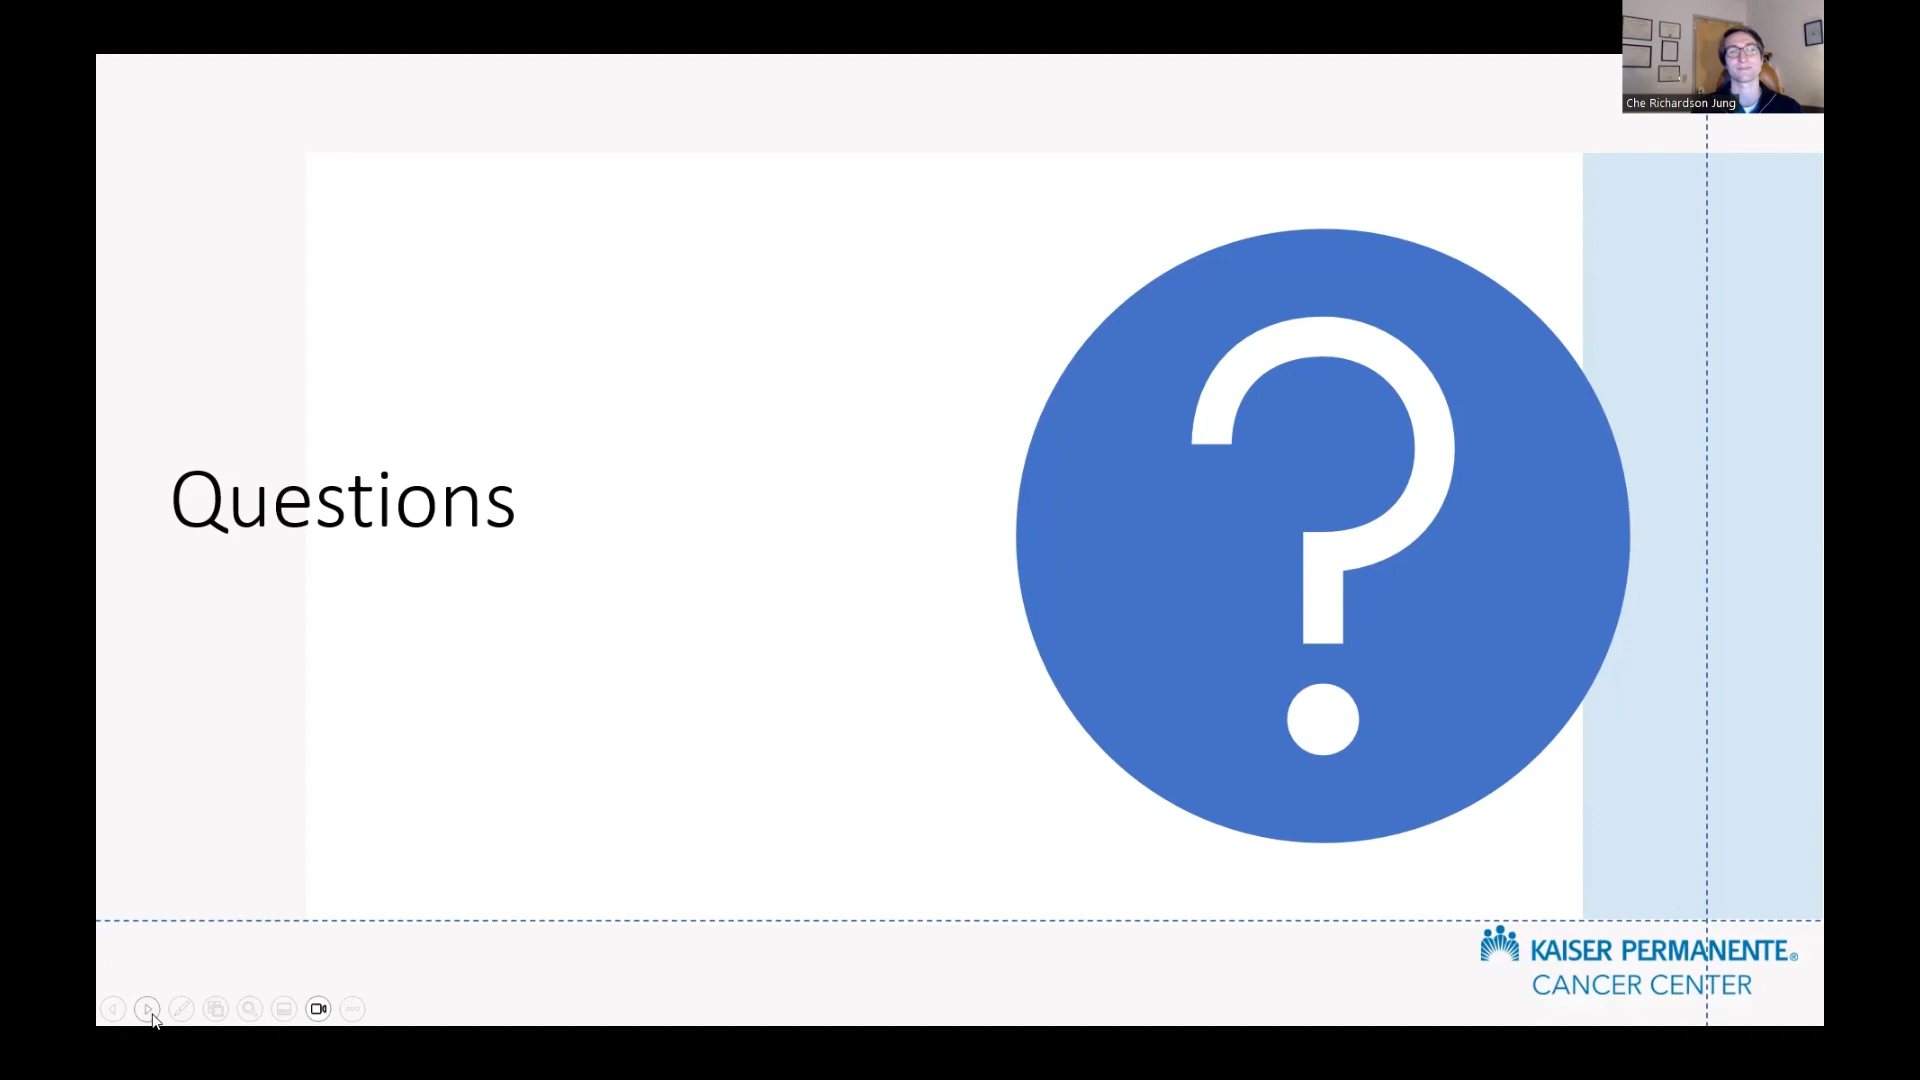 Che Richardson Jung
Questions
?
KAISER PERMANENTE®
CANCER CENTER